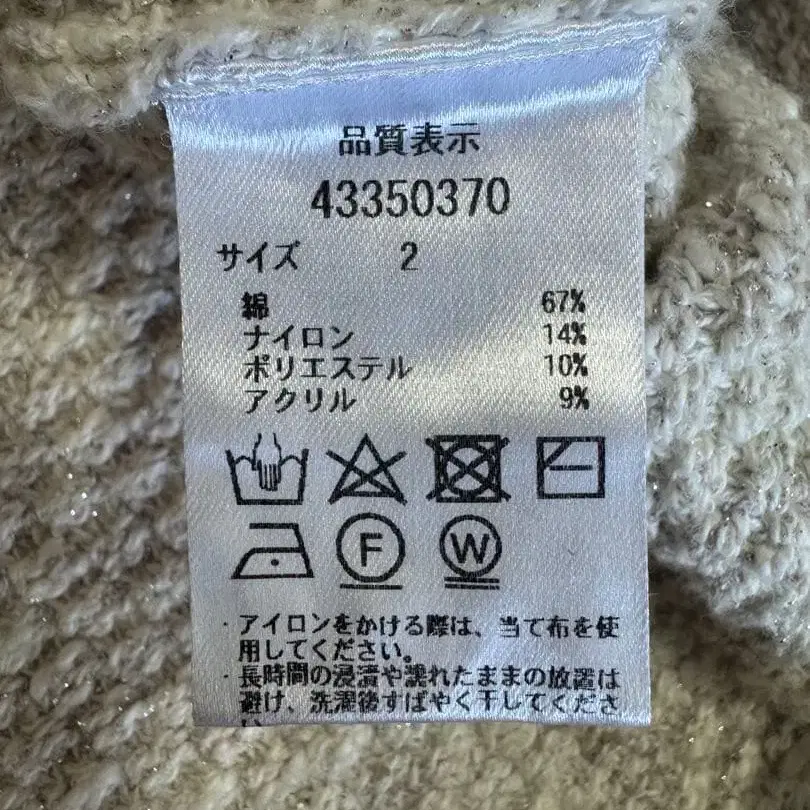 品質表示
43350370
サイズ 2
綿 67%
ナイロン 14%
ポリエステル 10%
アクリル 9%
F W
・アイロンをかける際は、当て布を使
用してください。
・長時間の浸漬や濡れたままの放置は
避け、洗濯後すばやく干してくださ
い